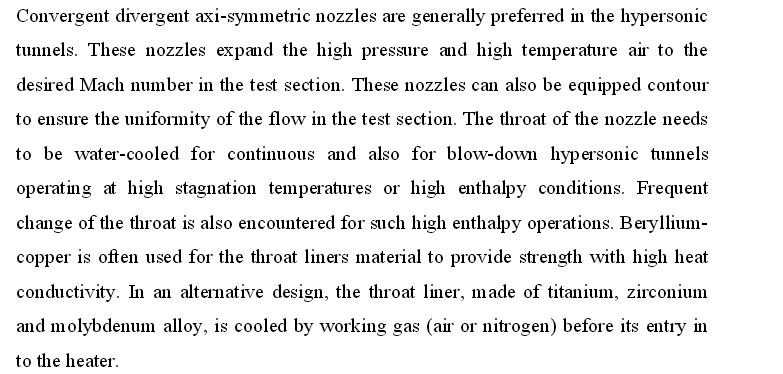 Convergent divergent axi-symmetric nozzles are generally preferred in the hypersonic
tunnels. These nozzles expand the high pressure and high temperature air to the
desired Mach number in the test section. These nozzles can also be equipped contour
to ensure the uniformity of the flow in the test section. The throat of the nozzle needs
to be water-cooled for continuous and also for blow-down hypersonic tunnels
operating at high stagnation temperatures or high enthalpy conditions. Frequent
change of the throat is also encountered for such high enthalpy operations. Beryllium-
copper is often used for the throat liners material to provide strength with high heat
conductivity. In an alternative design, the throat liner, made of titanium, zirconium
and molybdenum alloy, is cooled by working gas (air or nitrogen) before its entry in
to the heater.